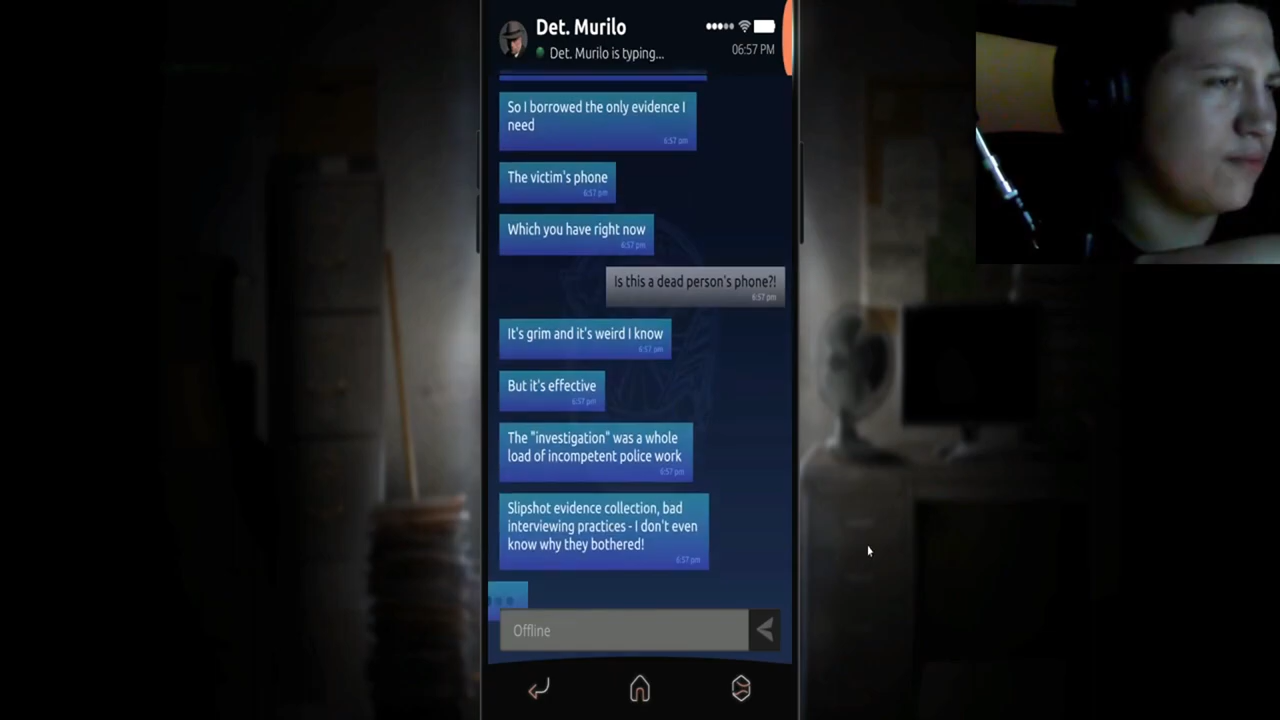 Det. Murilo
Det. Murilo is typing...
06:57 PM
So I borrowed the only evidence I
need
6:57 pm
The victim's phone
6:57 pm
Which you have right now
6:57 pm
Is this a dead person's phone?!
6:57 pm
It's grim and it's weird I know
6:57 pm
But it's effective
6:57 pm
The "investigation" was a whole
load of incompetent police work
6:57 pm
Slipshot evidence collection, bad
interviewing practices - I don't even
know why they bothered!
6:57 pm
Offline